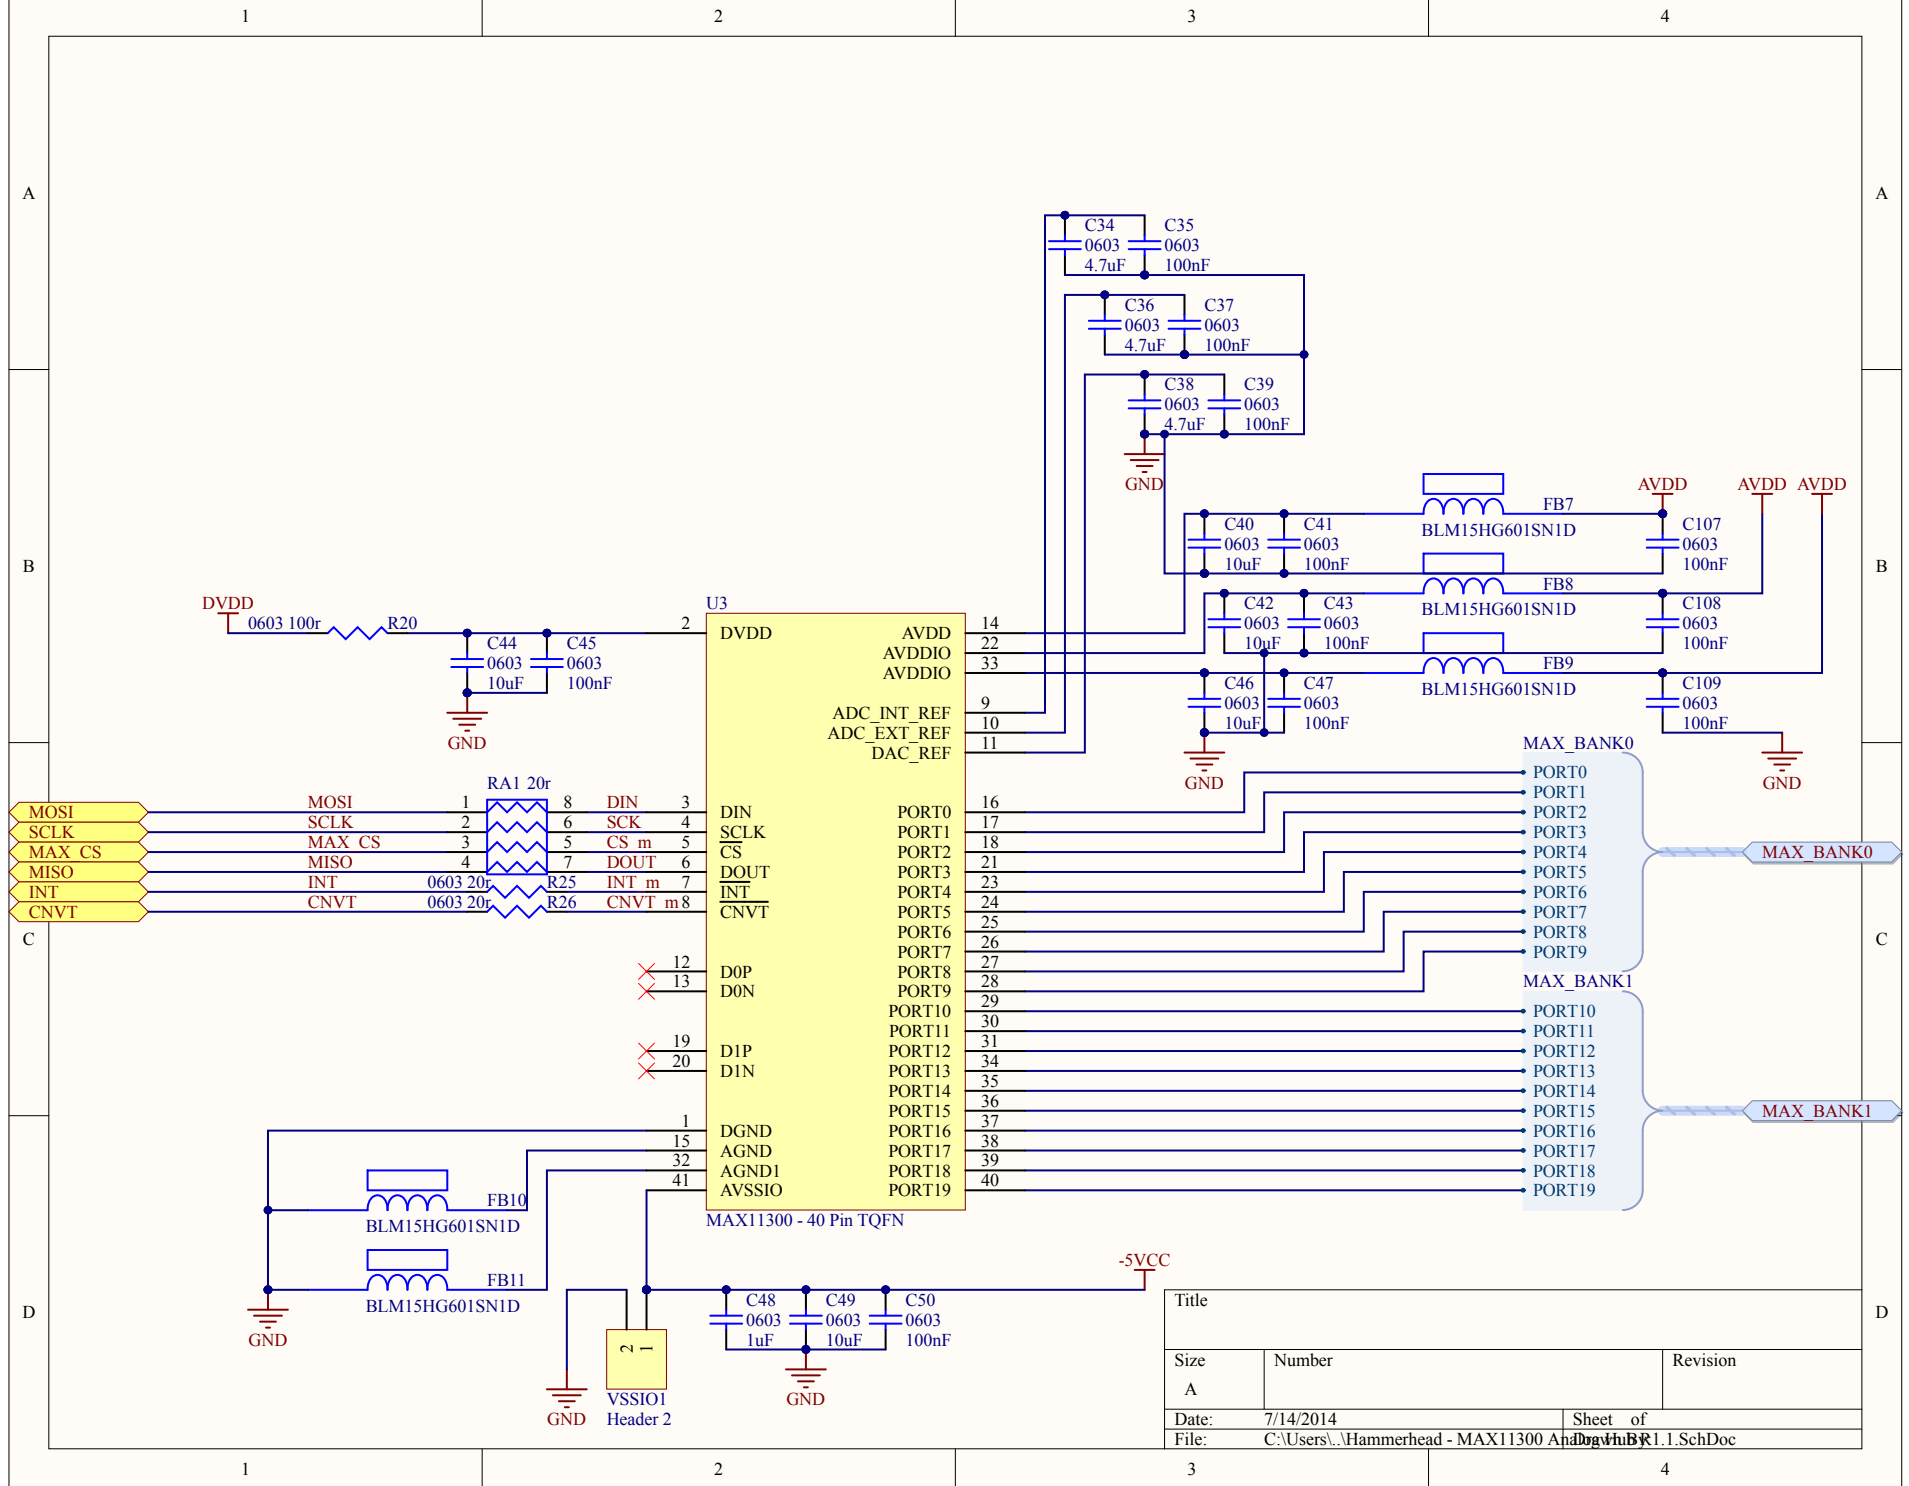 1 2 3 4
A A
B B
C C
D D
1 2 3 4
C34
0603
4.7uF
C35
0603
100nF
C36
0603
4.7uF
C37
0603
100nF
C38
0603
4.7uF
C39
0603
100nF
GND
AVDD AVDD AVDD
FB7
BLM15HG601SN1D
C40
0603
10uF
C41
0603
100nF
C107
0603
100nF
FB8
BLM15HG601SN1D
C42
0603
10uF
C43
0603
100nF
C108
0603
100nF
FB9
BLM15HG601SN1D
C46
0603
10uF
C47
0603
100nF
C109
0603
100nF
GND
GND
DVDD
0603 100r R20
C44
0603
10uF
C45
0603
100nF
GND
U3
2 DVDD
AVDD 14
AVDDIO 22
AVDDIO 33
ADC_INT_REF 9
ADC_EXT_REF 10
DAC_REF 11
RA1 20r
MOSI MOSI 1 8 DIN 3 DIN
SCLK SCLK 2 6 SCK 4 SCLK
MAX_CS MAX_CS 3 5 CS_m 5 CS
MISO MISO 4 7 DOUT 6 DOUT
INT INT 0603 20r R25 INT_m 7 INT
CNVT CNVT 0603 20r R26 CNVT_m 8 CNVT
12 D0P
13 D0N
19 D1P
20 D1N
1 DGND
15 AGND
32 AGND1
41 AVSSIO
PORT0 16
PORT1 17
PORT2 18
PORT3 21
PORT4 23
PORT5 24
PORT6 25
PORT7 26
PORT8 27
PORT9 28
PORT10 29
PORT11 30
PORT12 31
PORT13 34
PORT14 35
PORT15 36
PORT16 37
PORT17 38
PORT18 39
PORT19 40
MAX11300 - 40 Pin TQFN
MAX_BANK0
PORT0
PORT1
PORT2
PORT3
PORT4
PORT5
PORT6
PORT7
PORT8
PORT9
MAX_BANK0
MAX_BANK1
PORT10
PORT11
PORT12
PORT13
PORT14
PORT15
PORT16
PORT17
PORT18
PORT19
MAX_BANK1
FB10
BLM15HG601SN1D
FB11
BLM15HG601SN1D
GND
2 1
VSSIO1
Header 2
GND
-5VCC
C48
0603
1uF
C49
0603
10uF
C50
0603
100nF
GND
Title
Size Number Revision
A
Date: 7/14/2014 Sheet of
File: C:\Users\..\Hammerhead - MAX11300 Analog Hub R1.1.SchDoc
Drawn By: